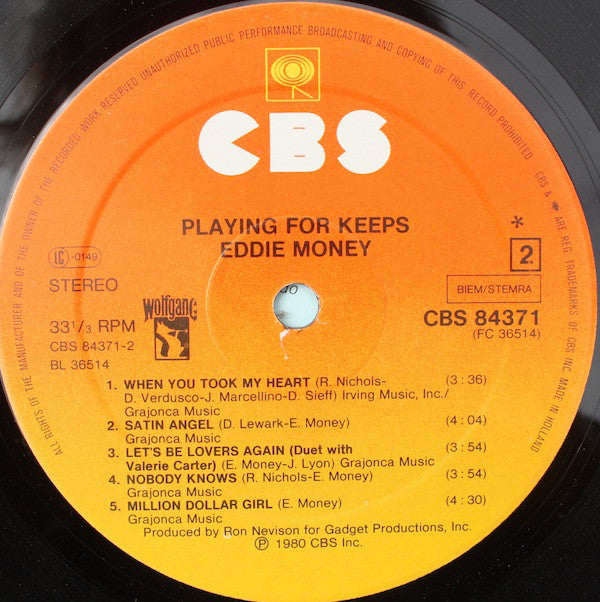 ALL RIGHTS OF THE MANUFACTURER AND OF THE OWNER OF THE RECORDED WORK RESERVED UNAUTHORIZED PUBLIC PERFORMANCE BROADCASTING AND COPYING OF THIS RECORD PROHIBITED. CBS & ARE REG. TRADEMARKS OF CBS INC. MADE IN HOLLAND
CBS
PLAYING FOR KEEPS
EDDIE MONEY
*
LC -0149
2
STEREO
BIEM/STEMRA
33 1/3 RPM
wolfgang
CBS 84371
CBS 84371-2
(FC 36514)
BL 36514
1. WHEN YOU TOOK MY HEART (R. Nichols- (3:36)
D. Verdusco-J. Marcellino-D. Sieff) Irving Music, Inc./
Grajonca Music
2. SATIN ANGEL (D. Lewark-E. Money) (4:04)
Grajonca Music
3. LET'S BE LOVERS AGAIN (Duet with (3:54)
Valerie Carter) (E. Money-J. Lyon) Grajonca Music
4. NOBODY KNOWS (R. Nichols-E. Money) (3:54)
Grajonca Music
5. MILLION DOLLAR GIRL (E. Money) (4:30)
Grajonca Music
Produced by Ron Nevison for Gadget Productions, Inc.
℗ 1980 CBS Inc.